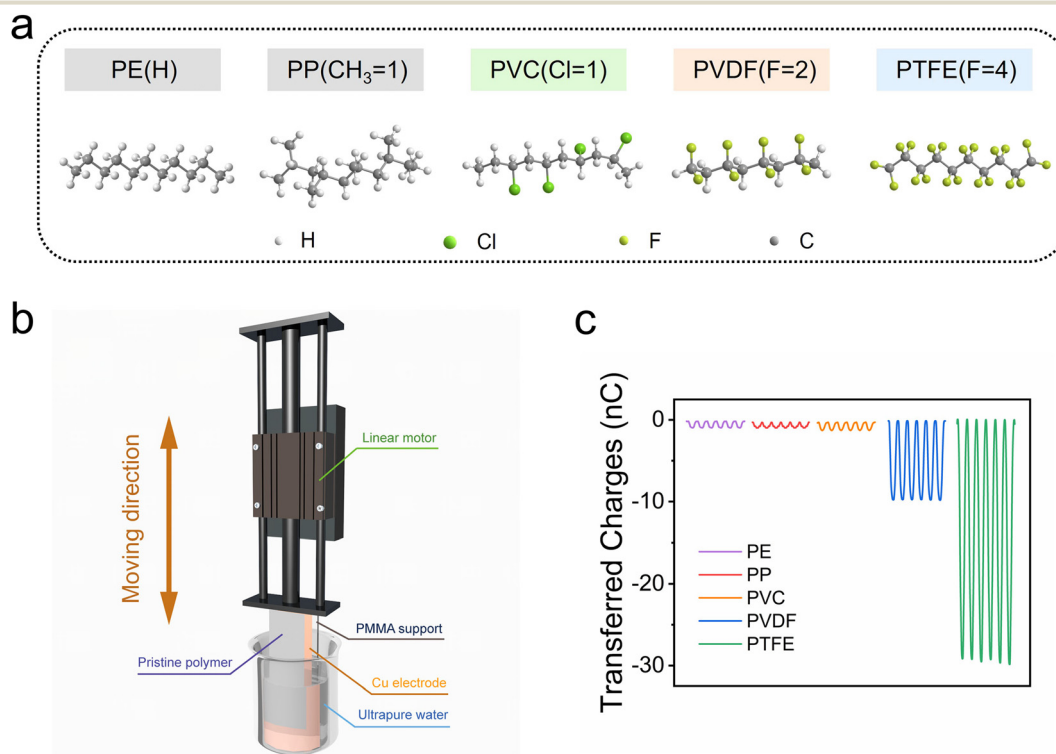 a
PE(H)
PP(CH₃=1)
PVC(Cl=1)
PVDF(F=2)
PTFE(F=4)
H
Cl
F
C
b
Moving direction
Linear motor
PMMA support
Pristine polymer
Cu electrode
Ultrapure water
c
Transferred Charges (nC)
0
-10
-20
-30
PE
PP
PVC
PVDF
PTFE